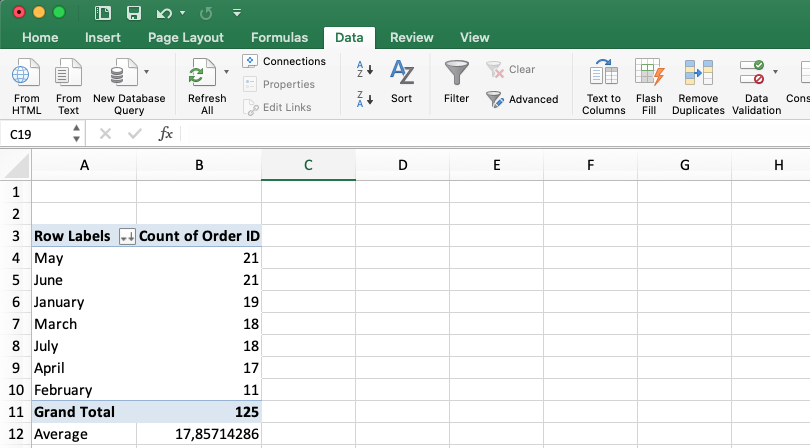 Home Insert Page Layout Formulas Data Review View
From HTML
From Text
New Database Query
Refresh All
Connections
Properties
Edit Links
A Z
Z A
AZ
Sort
Filter
Clear
Advanced
Text to Columns
Flash Fill
Remove Duplicates
Data Validation
Cons
C19 fx
A B C D E F G H
1
2
3 Row Labels Count of Order ID
4 May 21
5 June 21
6 January 19
7 March 18
8 July 18
9 April 17
10 February 11
11 Grand Total 125
12 Average 17,85714286